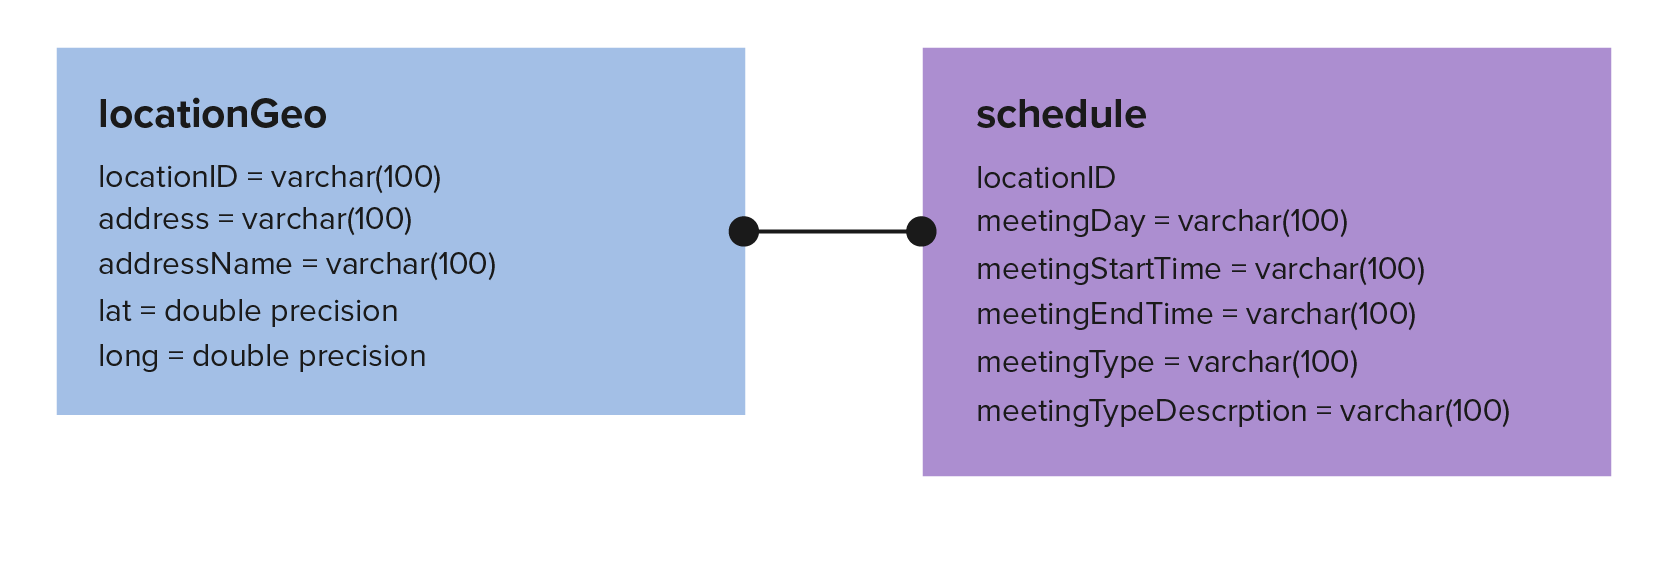 locationGeo
locationID = varchar(100)
address = varchar(100)
addressName = varchar(100)
lat = double precision
long = double precision
schedule
locationID
meetingDay = varchar(100)
meetingStartTime = varchar(100)
meetingEndTime = varchar(100)
meetingType = varchar(100)
meetingTypeDescrption = varchar(100)